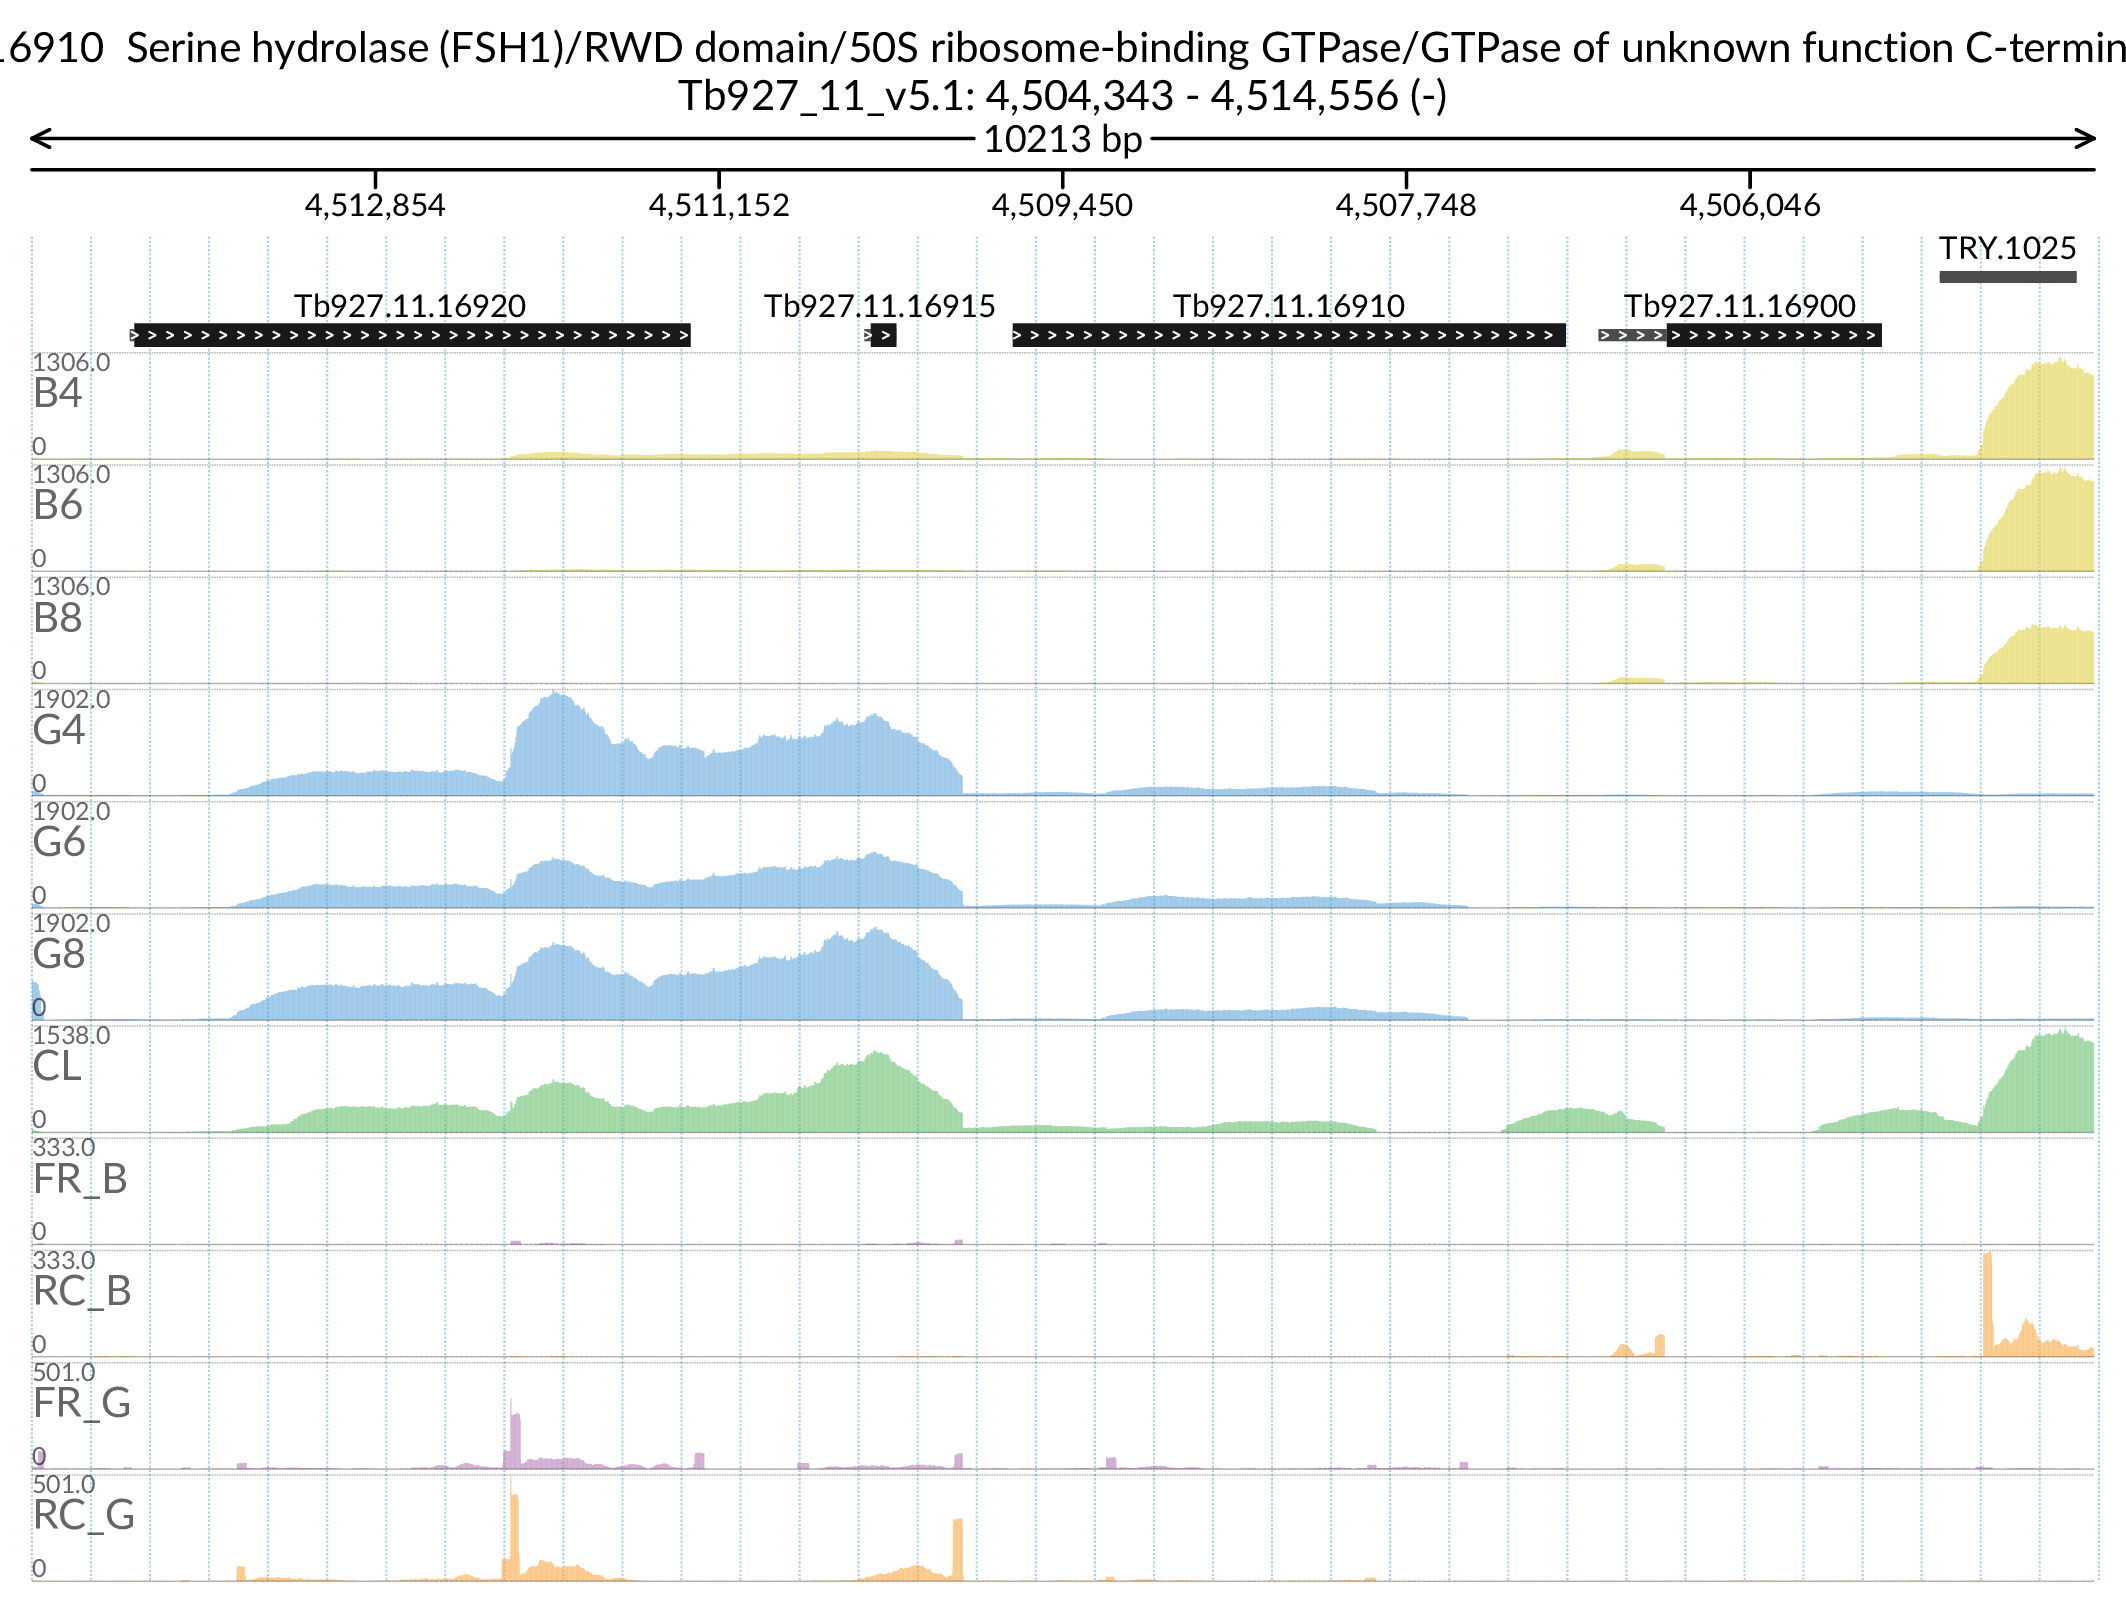 16910 Serine hydrolase (FSH1)/RWD domain/50S ribosome-binding GTPase/GTPase of unknown function C-termin
Tb927_11_v5.1: 4,504,343 - 4,514,556 (-)
10213 bp
4,512,854 4,511,152 4,509,450 4,507,748 4,506,046
TRY.1025
Tb927.11.16920 Tb927.11.16915 Tb927.11.16910 Tb927.11.16900
1306.0
B4
0
1306.0
B6
0
1306.0
B8
0
1902.0
G4
0
1902.0
G6
0
1902.0
G8
0
1538.0
CL
0
333.0
FR_B
0
333.0
RC_B
0
501.0
FR_G
0
501.0
RC_G
0